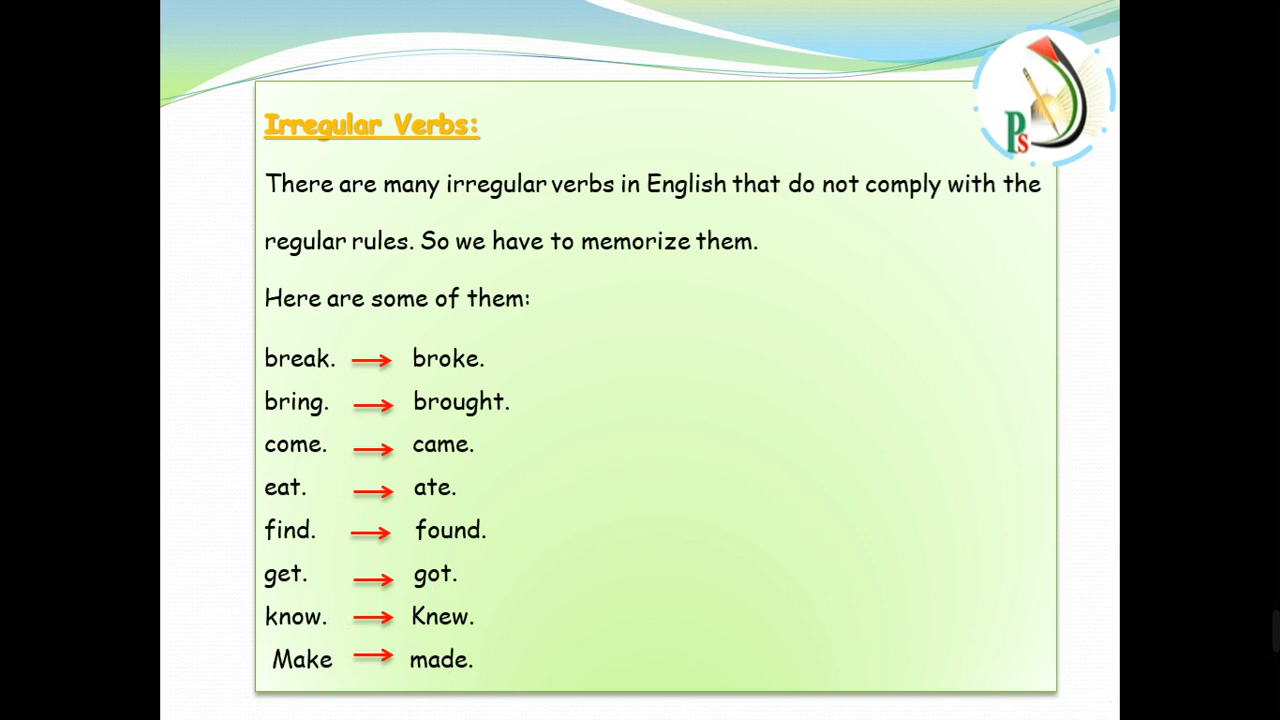 Irregular Verbs:
There are many irregular verbs in English that do not comply with the
regular rules. So we have to memorize them.
Here are some of them:
break. → broke.
bring. → brought.
come. → came.
eat. → ate.
find. → found.
get. → got.
know. → Knew.
Make → made.
Ps